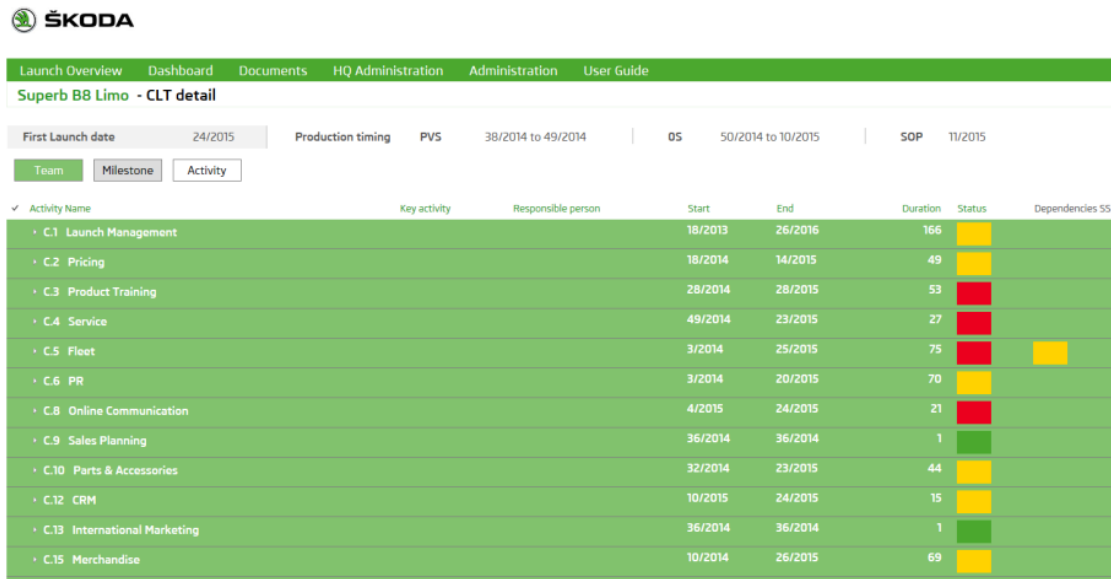 ŠKODA
Launch Overview Dashboard Documents HQ Administration Administration User Guide
Superb B8 Limo - CLT detail
First Launch date 24/2015 Production timing PVS 38/2014 to 49/2014 0S 50/2014 to 10/2015 SOP 11/2015
Team Milestone Activity
✓ Activity Name Key activity Responsible person Start End Duration Status Dependencies SS
C.1 Launch Management 18/2013 26/2016 166
C.2 Pricing 18/2014 14/2015 49
C.3 Product Training 28/2014 28/2015 53
C.4 Service 49/2014 23/2015 27
C.5 Fleet 3/2014 25/2015 75
C.6 PR 3/2014 20/2015 70
C.8 Online Communication 4/2015 24/2015 21
C.9 Sales Planning 36/2014 36/2014 1
C.10 Parts & Accessories 32/2014 23/2015 44
C.12 CRM 10/2015 24/2015 15
C.13 International Marketing 36/2014 36/2014 1
C.15 Merchandise 10/2014 26/2015 69